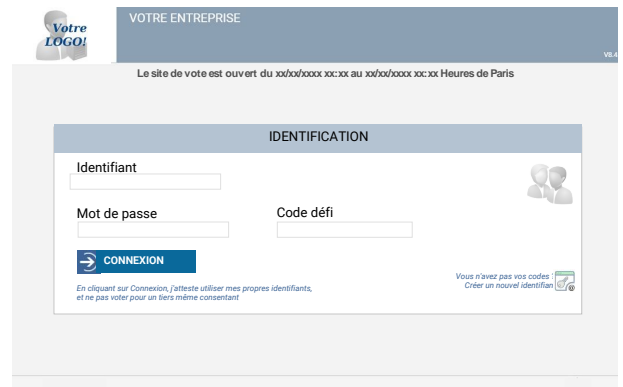 Votre
LOGO!
VOTRE ENTREPRISE
V8.4
Le site de vote est ouvert du xx/xx/xxxx xx:xx au xx/xx/xxxx xx:xx Heures de Paris
IDENTIFICATION
Identifiant
Mot de passe
Code défi
CONNEXION
Vous n'avez pas vos codes :
Créer un nouvel identifian
En cliquant sur Connexion, j'atteste utiliser mes propres identifiants,
et ne pas voter pour un tiers même consentant